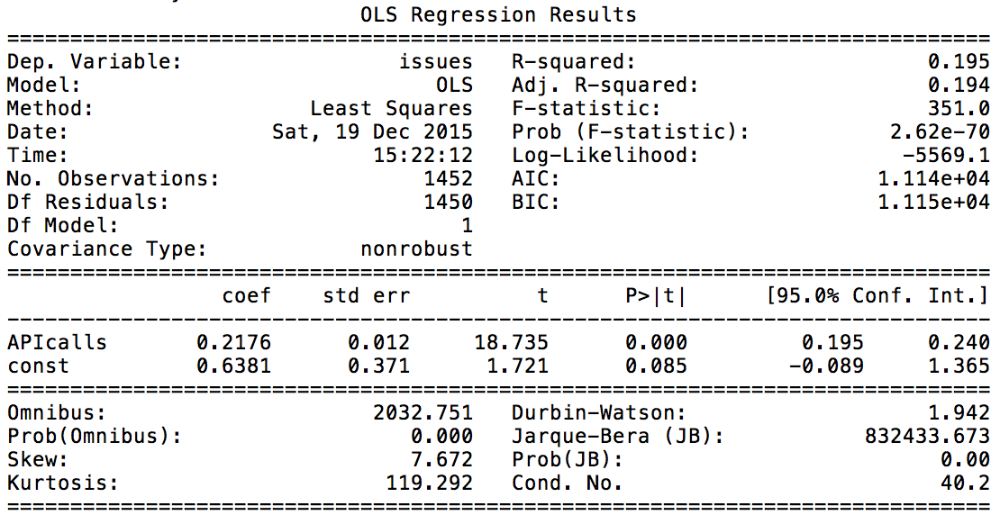 OLS Regression Results
==============================================================================
Dep. Variable:                 issues   R-squared:                       0.195
Model:                            OLS   Adj. R-squared:                  0.194
Method:                 Least Squares   F-statistic:                     351.0
Date:                Sat, 19 Dec 2015   Prob (F-statistic):           2.62e-70
Time:                        15:22:12   Log-Likelihood:                -5569.1
No. Observations:                1452   AIC:                         1.114e+04
Df Residuals:                    1450   BIC:                         1.115e+04
Df Model:                           1
Covariance Type:            nonrobust
==============================================================================
                 coef    std err          t      P>|t|      [95.0% Conf. Int.]
------------------------------------------------------------------------------
APIcalls       0.2176      0.012     18.735      0.000         0.195     0.240
const          0.6381      0.371      1.721      0.085        -0.089     1.365
==============================================================================
Omnibus:                     2032.751   Durbin-Watson:                   1.942
Prob(Omnibus):                  0.000   Jarque-Bera (JB):           832433.673
Skew:                           7.672   Prob(JB):                         0.00
Kurtosis:                     119.292   Cond. No.                         40.2
==============================================================================